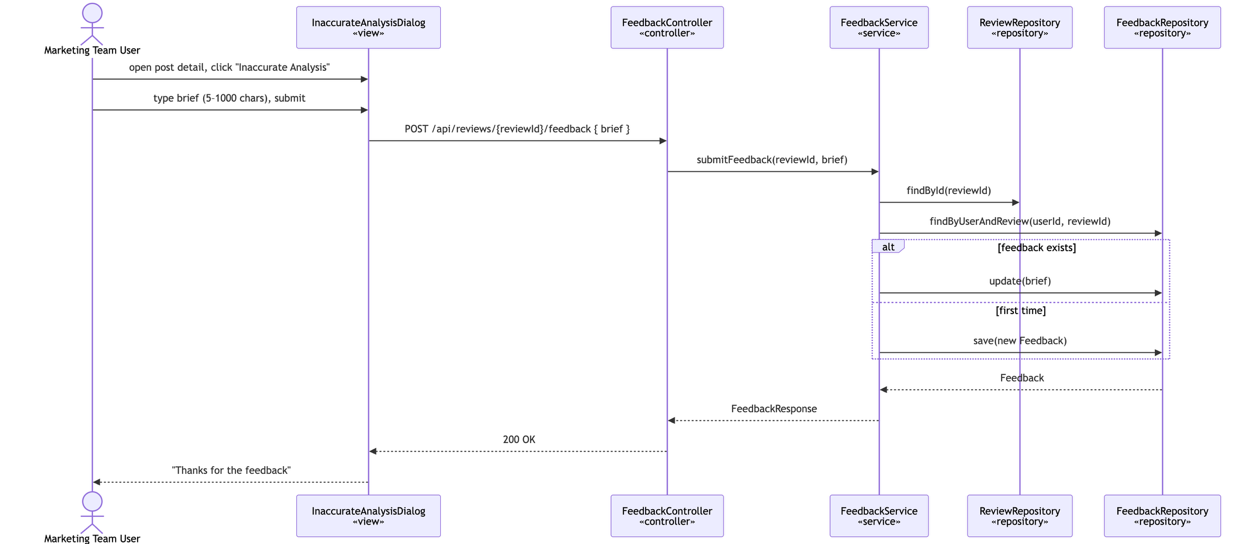 InaccurateAnalysisDialog
«view»
FeedbackController
«controller»
FeedbackService
«service»
ReviewRepository
«repository»
FeedbackRepository
«repository»
Marketing Team User
open post detail, click "Inaccurate Analysis"
type brief (5-1000 chars), submit
POST /api/reviews/{reviewId}/feedback { brief }
submitFeedback(reviewId, brief)
findById(reviewId)
findByUserAndReview(userId, reviewId)
alt
[feedback exists]
update(brief)
[first time]
save(new Feedback)
Feedback
FeedbackResponse
200 OK
"Thanks for the feedback"
InaccurateAnalysisDialog
«view»
FeedbackController
«controller»
FeedbackService
«service»
ReviewRepository
«repository»
FeedbackRepository
«repository»
Marketing Team User